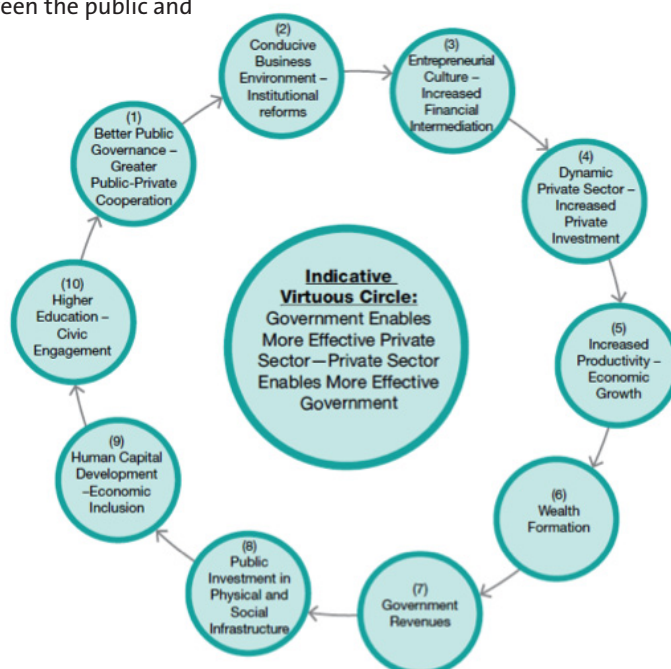 een the public and
(1)
Better Public
Governance –
Greater
Public-Private
Cooperation
(2)
Conducive
Business
Environment –
Institutional
reforms
(3)
Entrepreneurial
Culture –
Increased
Financial
Intermediation
(4)
Dynamic
Private Sector –
Increased
Private
Investment
(5)
Increased
Productivity –
Economic
Growth
(6)
Wealth
Formation
(7)
Government
Revenues
(8)
Public
Investment in
Physical and
Social
Infrastructure
(9)
Human Capital
Development
–Economic
Inclusion
(10)
Higher
Education –
Civic
Engagement
Indicative
Virtuous Circle:
Government Enables
More Effective Private
Sector—Private Sector
Enables More Effective
Government